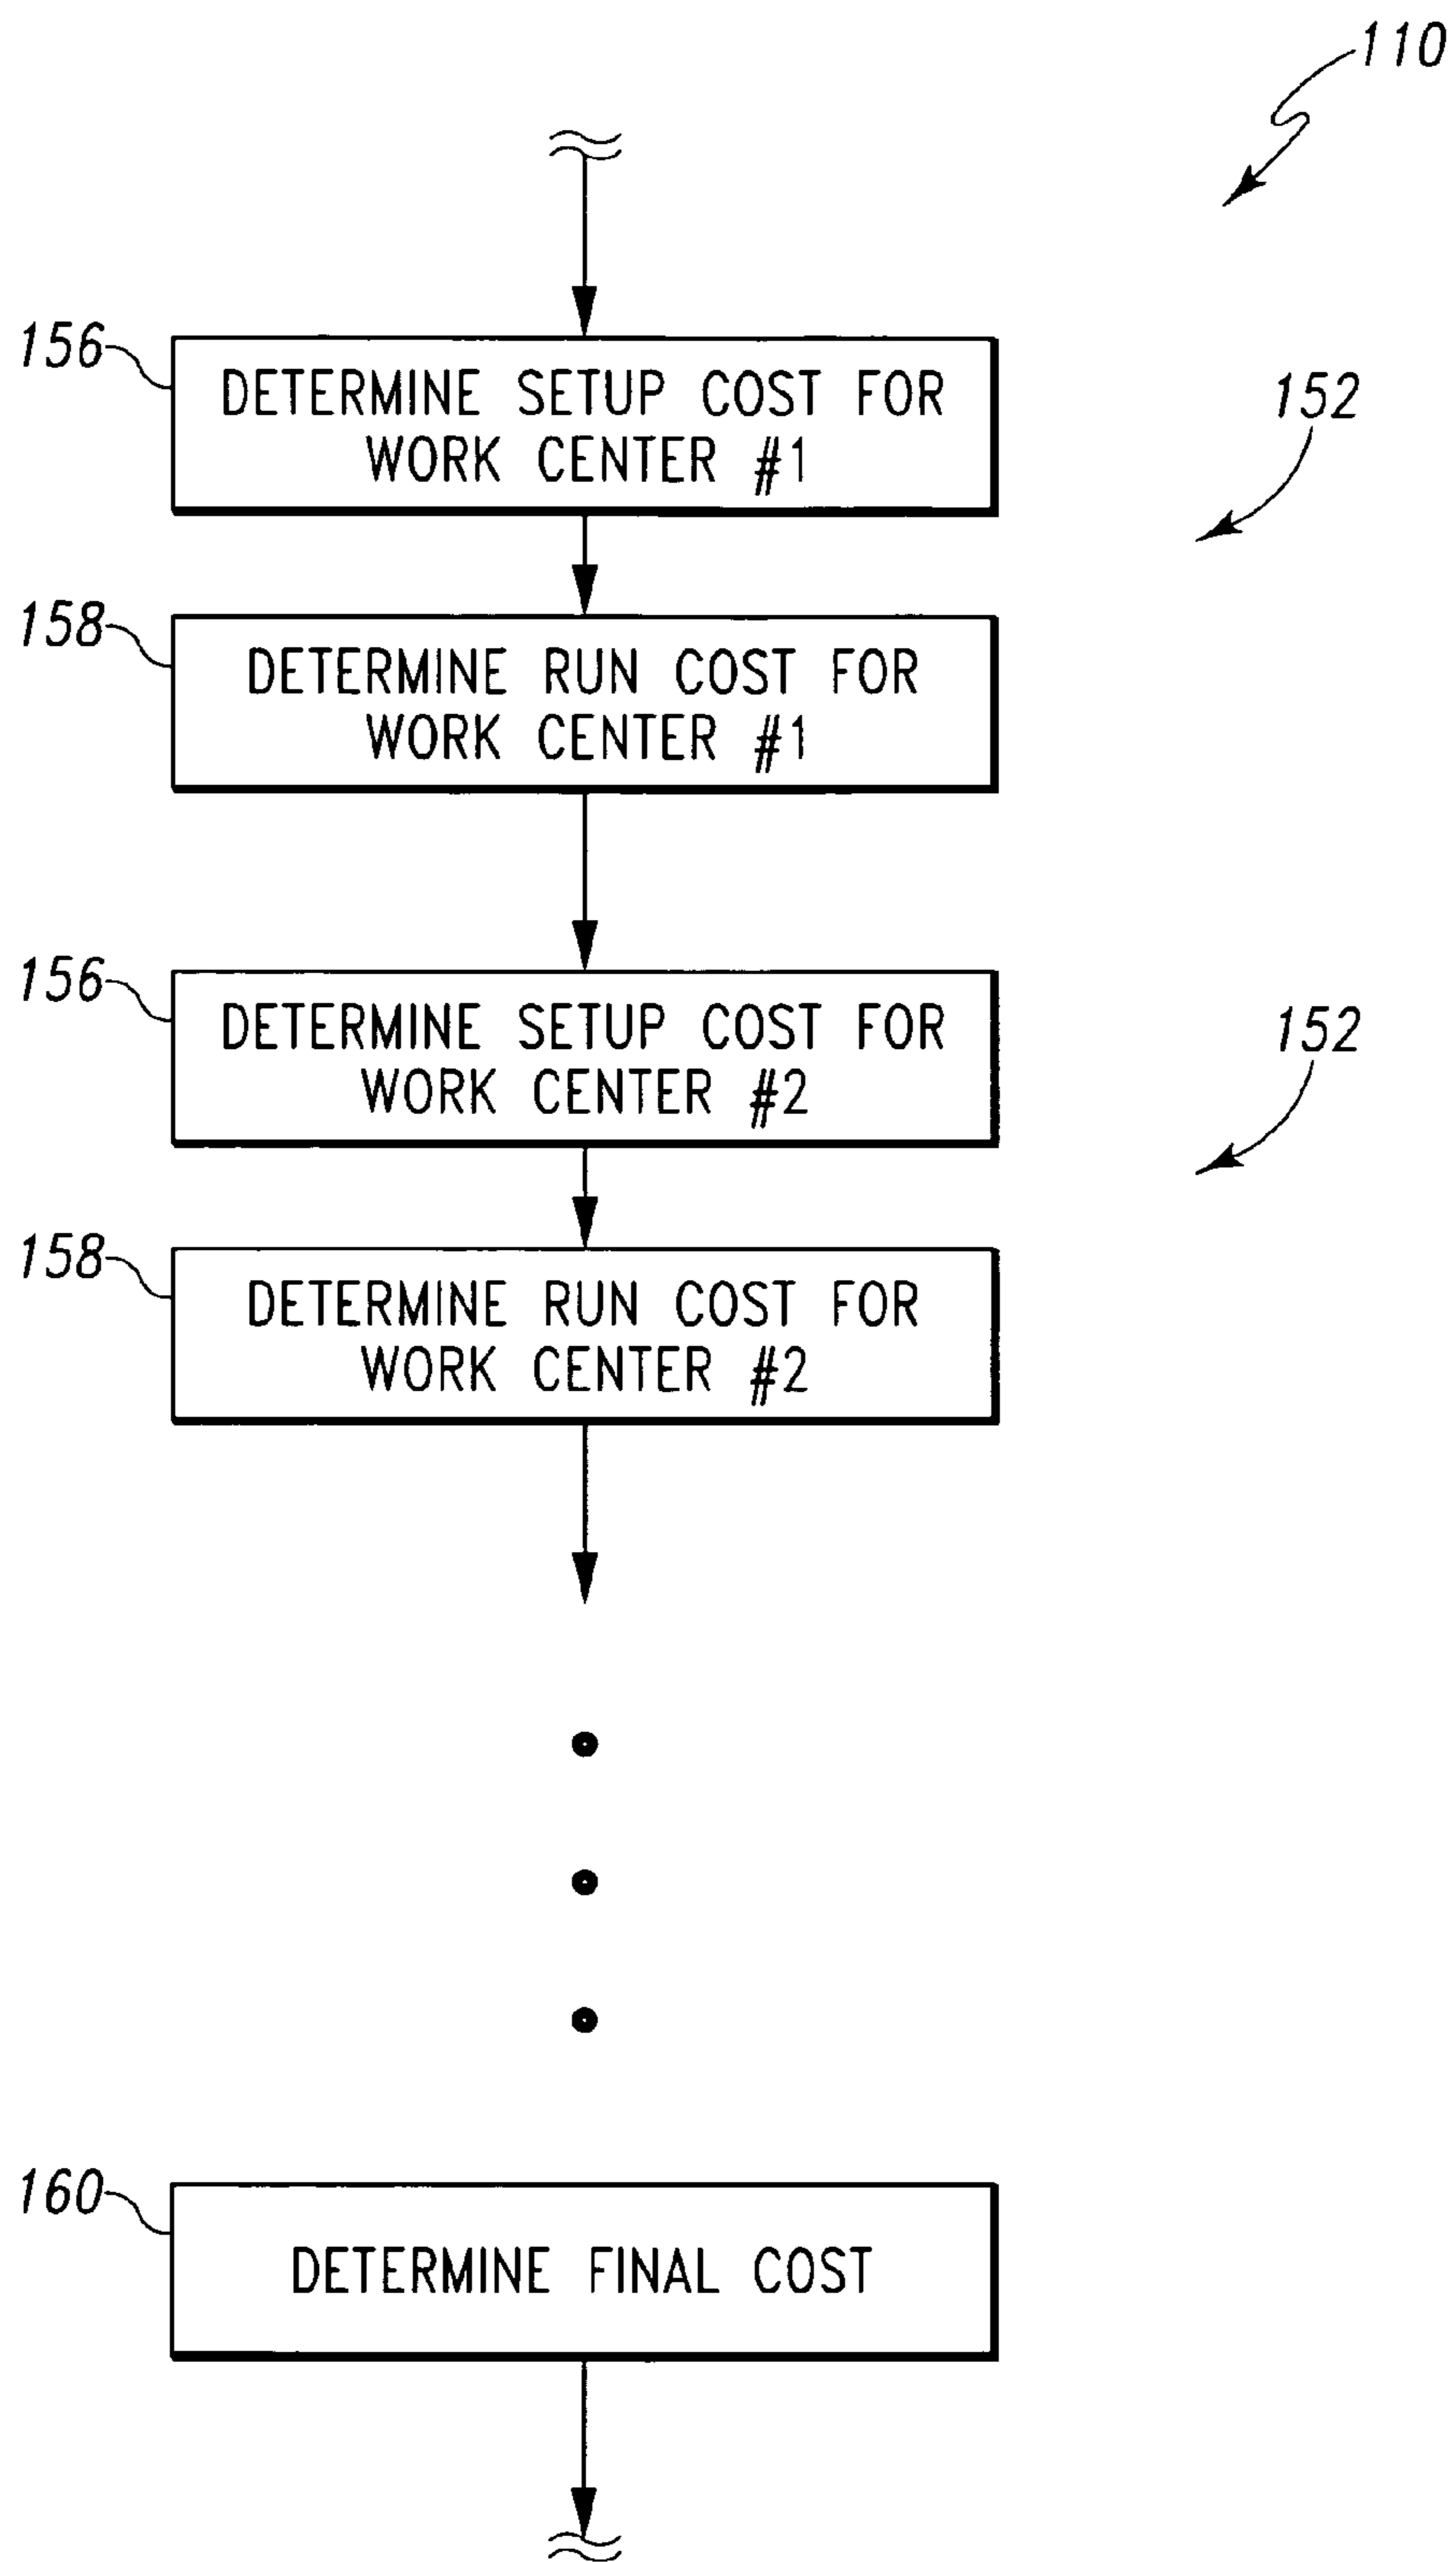 110
156
DETERMINE SETUP COST FOR
WORK CENTER #1
152
158
DETERMINE RUN COST FOR
WORK CENTER #1
156
DETERMINE SETUP COST FOR
WORK CENTER #2
152
158
DETERMINE RUN COST FOR
WORK CENTER #2
160
DETERMINE FINAL COST